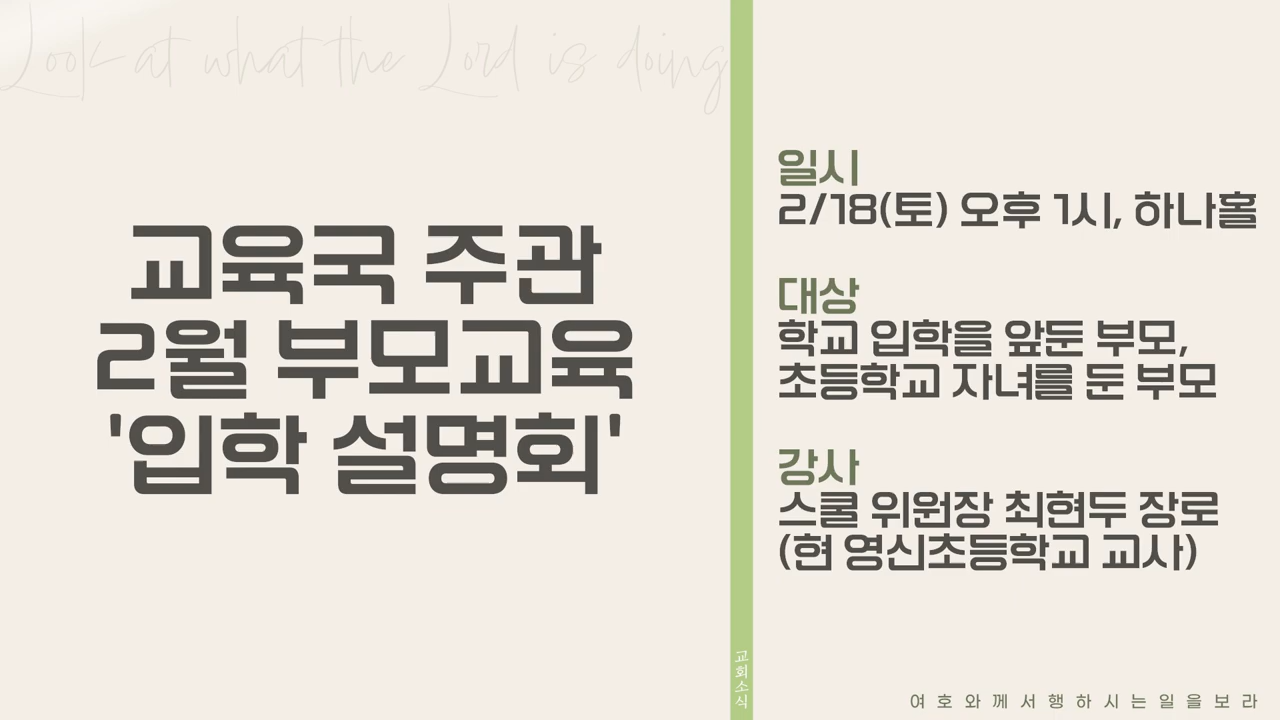 Look at what the Lord is doing
교육국 주관
2월 부모교육
'입학 설명회'
일시
2/18(토) 오후 1시, 하나홀
대상
학교 입학을 앞둔 부모,
초등학교 자녀를 둔 부모
강사
스쿨 위원장 최현두 장로
(현 영신초등학교 교사)
교회소식
여호와께서행하시는일을보라